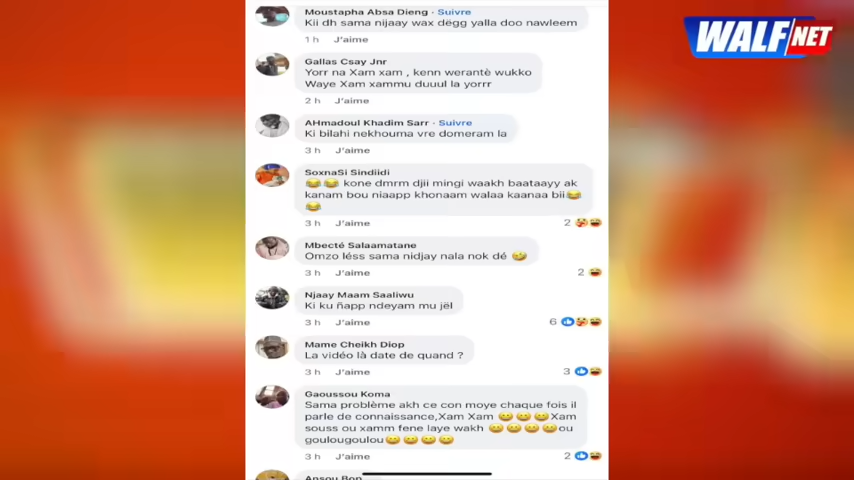 Moustapha Absa Dieng · Suivre
Kii dh sama nijaay wax dëgg yalla doo nawleem
1 h J'aime
WALF NET
Gallas Csay Jnr
Yorr na Xam xam , kenn werantè wukko
Waye Xam xammu duuul la yorrr
2 h J'aime
AHmadoul Khadim Sarr · Suivre
Ki bilahi nekhouma vre domeram la
3 h J'aime
SoxnaSi Sindiidi
😂😂 kone dmrm djii mingi waakh baataayy ak
kanam bou niaapp khonaam walaa kaanaa bii😂
😂
3 h J'aime 2
Mbecté Salaamatane
Omzo léss sama nidjay nala nok dé 🤣
3 h J'aime 2
Njaay Maam Saaliwu
Ki ku ñapp ndeyam mu jël
3 h J'aime 6
Mame Cheikh Diop
La vidéo là date de quand ?
3 h J'aime 3
Gaoussou Koma
Sama problème akh ce con moye chaque fois il
parle de connaissance,Xam Xam 😄😄😄Xam
souss ou xamm fene laye wakh 😄😄😄😄ou
goulougoulou😄😄😄😄
3 h J'aime 2
Ansou Bon